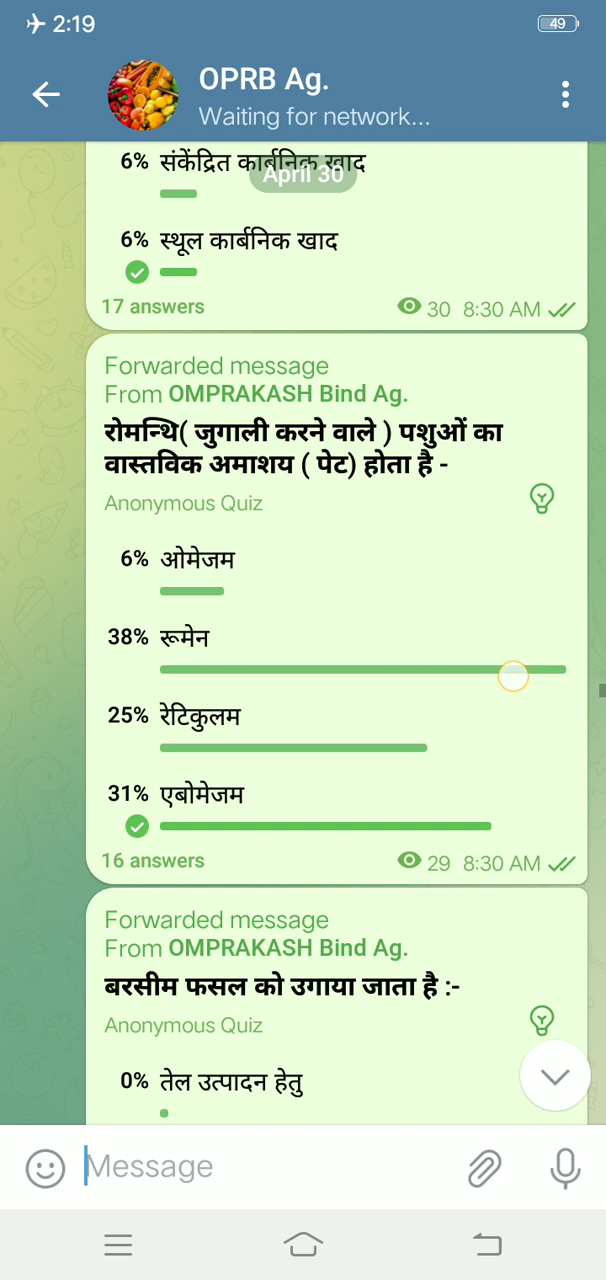 2:19
49
OPRB Ag.
Waiting for network...
6% संकेंद्रित कार्बनिक खाद
April 30
6% स्थूल कार्बनिक खाद
17 answers 30 8:30 AM
Forwarded message
From OMPRAKASH Bind Ag.
रोमन्थि( जुगाली करने वाले ) पशुओं का
वास्तविक अमाशय ( पेट) होता है -
Anonymous Quiz
6% ओमेजम
38% रूमेन
25% रेटिकुलम
31% एबोमेजम
16 answers 29 8:30 AM
Forwarded message
From OMPRAKASH Bind Ag.
बरसीम फसल को उगाया जाता है :-
Anonymous Quiz
0% तेल उत्पादन हेतु
Message